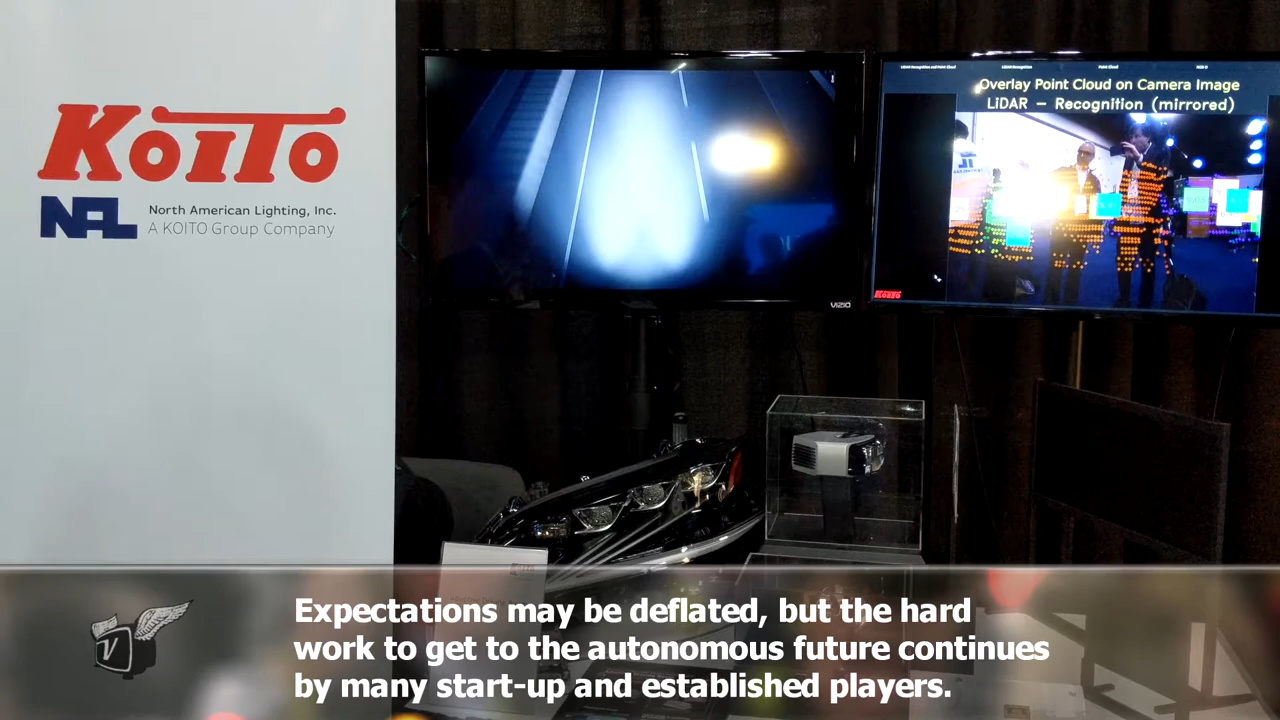 KOITO
NAL
North American Lighting, Inc.
A KOITO Group Company
VIZIO
Overlay Point Cloud on Camera Image
LiDAR – Recognition (mirrored)
KOITO
KOITO
V
Expectations may be deflated, but the hard
work to get to the autonomous future continues
by many start-up and established players.